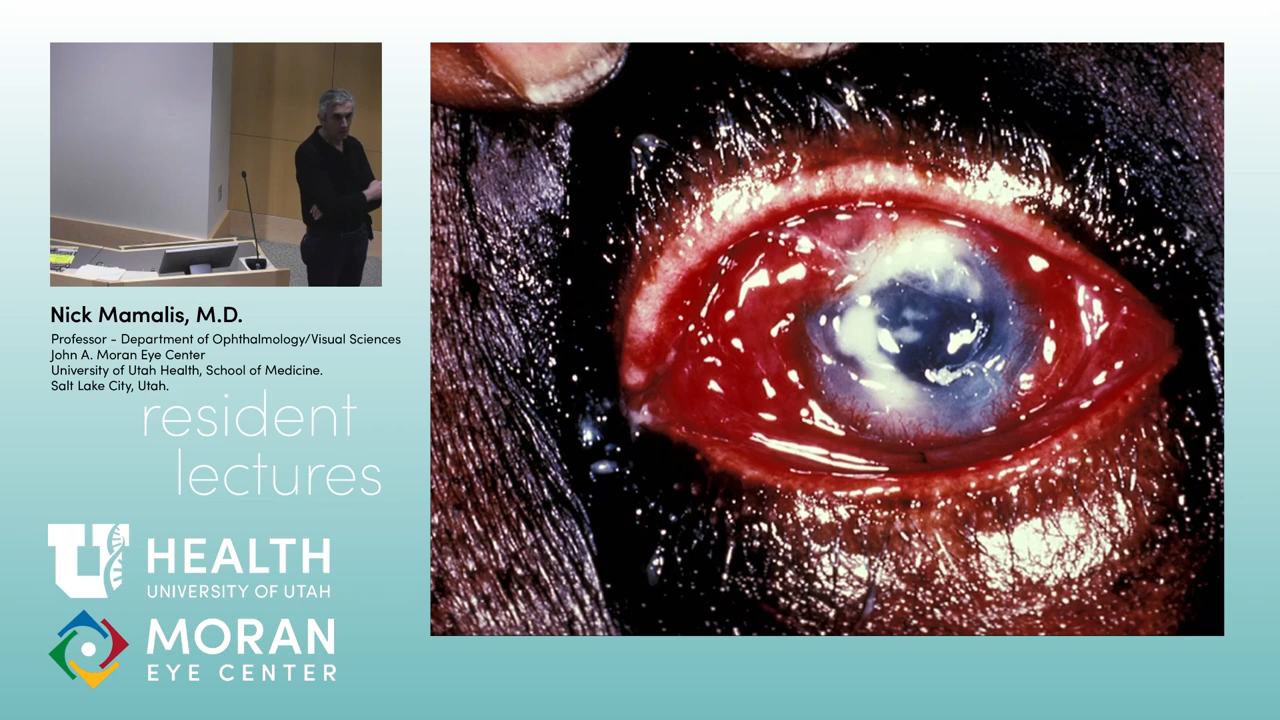 Nick Mamalis, M.D.
Professor - Department of Ophthalmology/Visual Sciences
John A. Moran Eye Center
University of Utah Health, School of Medicine.
Salt Lake City, Utah.
resident
lectures
U HEALTH
UNIVERSITY OF UTAH
MORAN
EYE CENTER